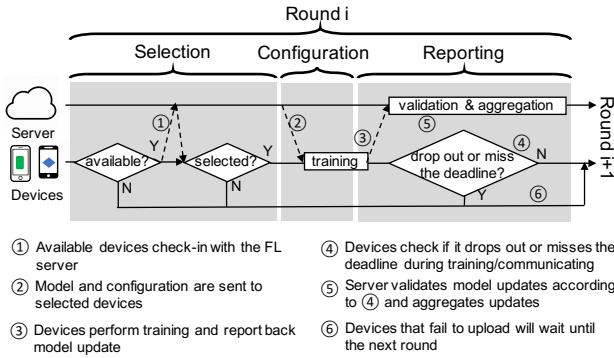 Round i
Selection Configuration Reporting
① ② ③ validation & aggregation
Server ⑤
Y Y ④ N
available? selected? training drop out or miss the deadline?
Devices N N Y ⑥
Round i+1
① Available devices check-in with the FL
server
② Model and configuration are sent to
selected devices
③ Devices perform training and report back
model update
④ Devices check if it drops out or misses the
deadline during training/communicating
⑤ Server validates model updates according
to ④ and aggregates updates
⑥ Devices that fail to upload will wait until
the next round